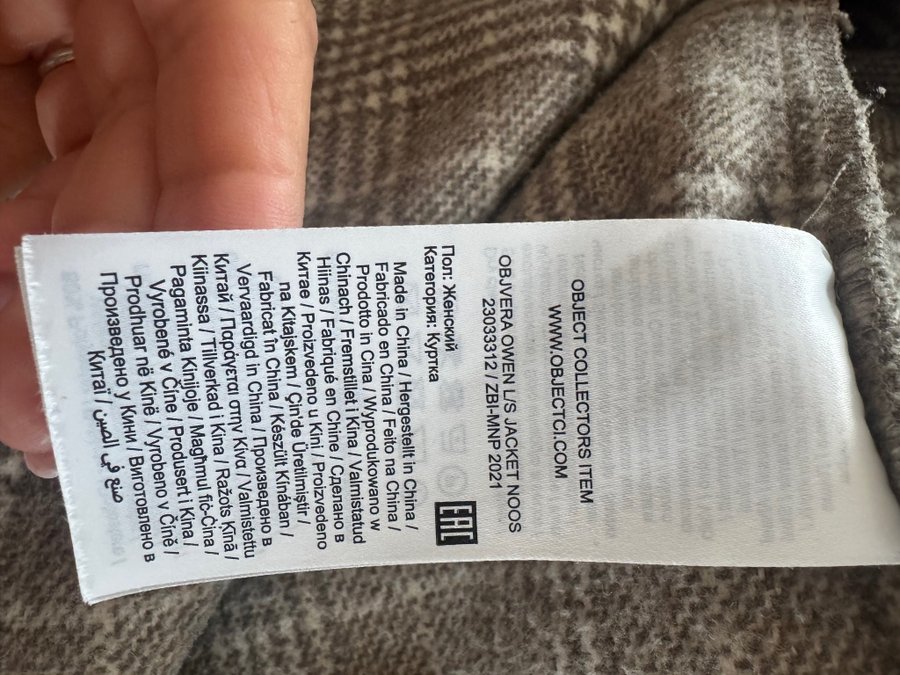 OBJECT COLLECTORS ITEM
WWW.OBJECTCI.COM
OBJVERA OWEN L/S JACKET NOOS
23033312 / ZBI-MNP 2021
EAC
Пол: Женский
Категория: Куртка
Made in China / Hergestellt in China /
Fabricado en China / Feito na China /
Prodotto in Cina / Wyprodukowano w
Chinach / Fremstillet i Kina / Valmistatud
Hiinas / Fabriqué en Chine / Сделано в
Китае / Proizvedeno u Kini / Proizvedeno
na Kitajskem / Çin'de Üretilmiştir /
Fabricat în China / Készült Kínában /
Vervaardigd in China / Произведено в
Китай / Παράγεται στην Κίνα / Valmistettu
Kiinassa / Tillverkad i Kina / Ražots Ķīnā /
Pagaminta Kinijoje / Magħmul fiċ-Ċina /
Vyrobené v Číne / Produsert i Kina /
Prodhuar në Kinë / Vyrobeno v Číně /
Произведено у Кини / Виготовлено в
Китаї / صنع في الصين